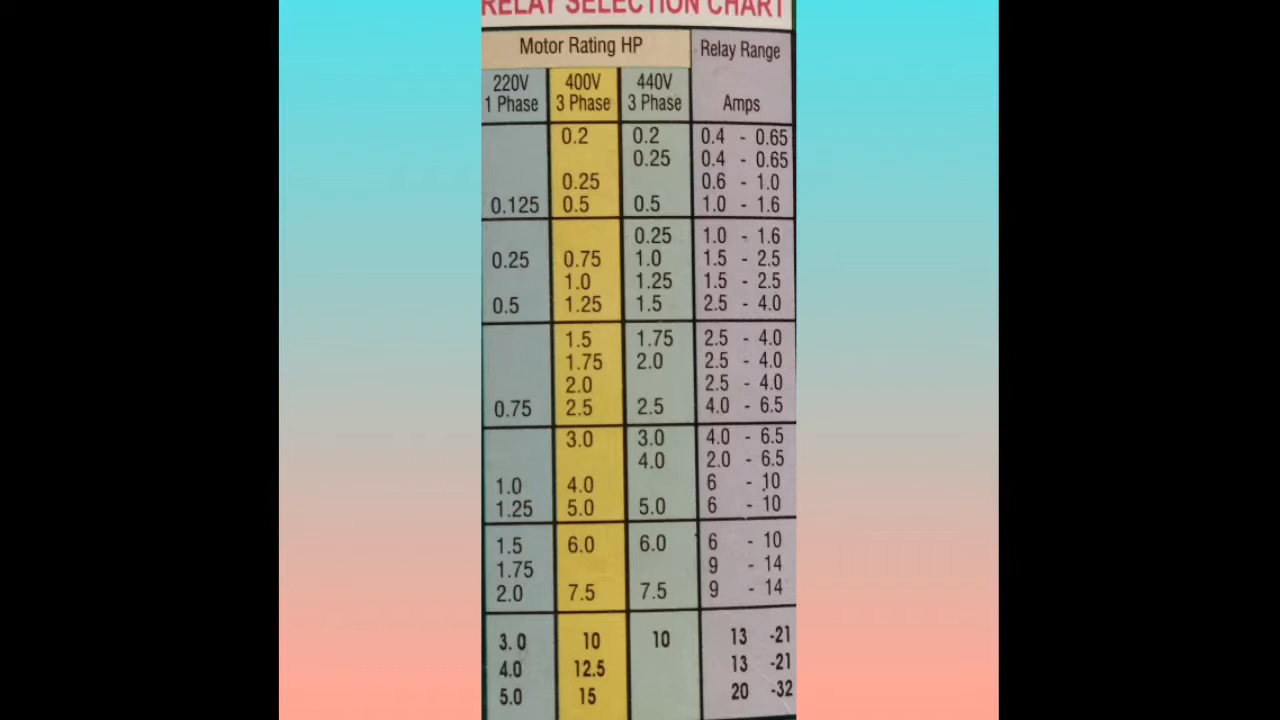 RELAY SELECTION CHART
Motor Rating HP Relay Range
220V 400V 440V
1 Phase 3 Phase 3 Phase Amps
0.2 0.2 0.4 - 0.65
0.25 0.4 - 0.65
0.25 0.6 - 1.0
0.125 0.5 0.5 1.0 - 1.6
0.25 1.0 - 1.6
0.25 0.75 1.0 1.5 - 2.5
1.0 1.25 1.5 - 2.5
0.5 1.25 1.5 2.5 - 4.0
1.5 1.75 2.5 - 4.0
1.75 2.0 2.5 - 4.0
2.0 2.5 - 4.0
0.75 2.5 2.5 4.0 - 6.5
3.0 3.0 4.0 - 6.5
4.0 2.0 - 6.5
1.0 4.0 6 - 10
1.25 5.0 5.0 6 - 10
1.5 6.0 6.0 6 - 10
1.75 9 - 14
2.0 7.5 7.5 9 - 14
3.0 10 10 13 -21
4.0 12.5 13 -21
5.0 15 20 -32